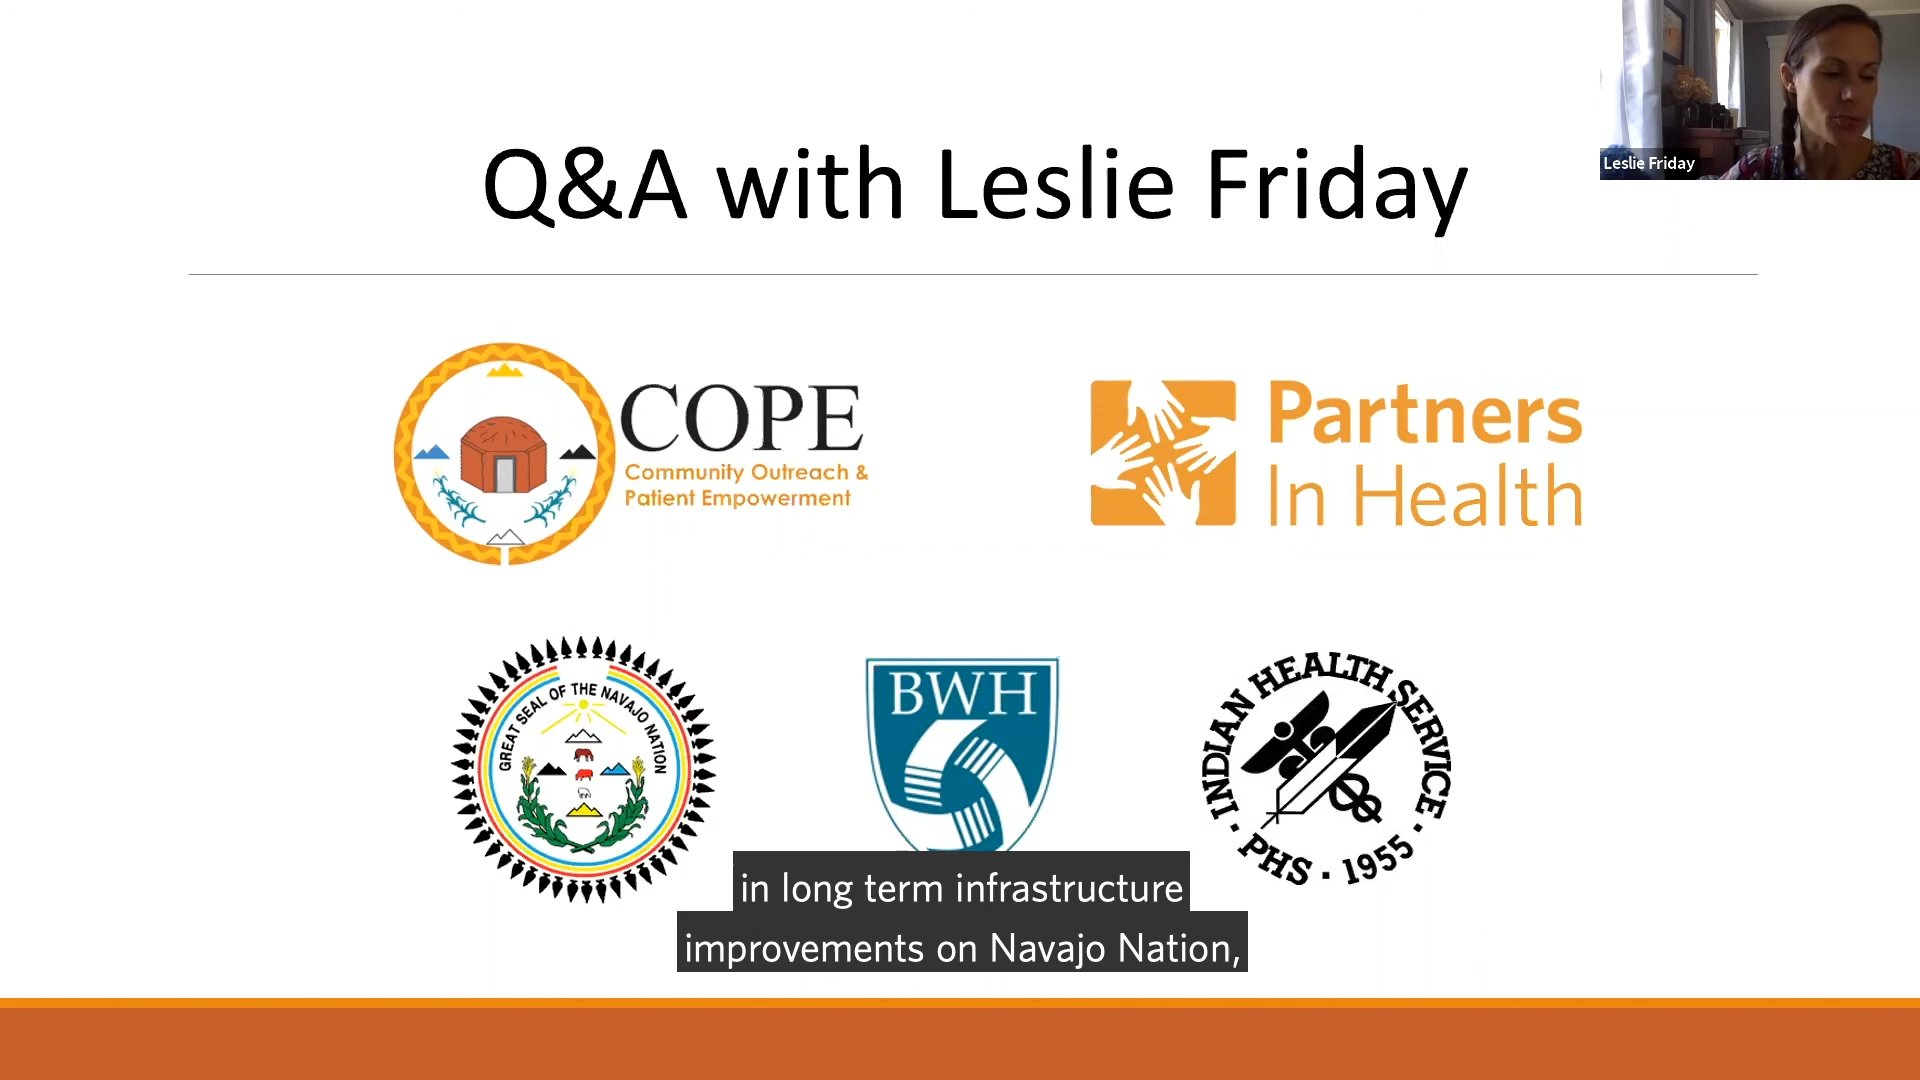 Q&A with Leslie Friday
Leslie Friday
COPE
Community Outreach &
Patient Empowerment
Partners
In Health
GREAT SEAL OF THE NAVAJO NATION
BWH
INDIAN HEALTH SERVICE
· PHS · 1955 ·
in long term infrastructure
improvements on Navajo Nation,